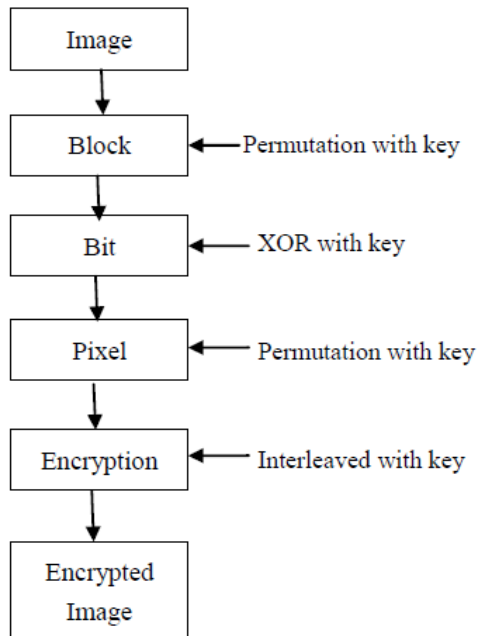 Image
Block
Permutation with key
Bit
XOR with key
Pixel
Permutation with key
Encryption
Interleaved with key
Encrypted
Image